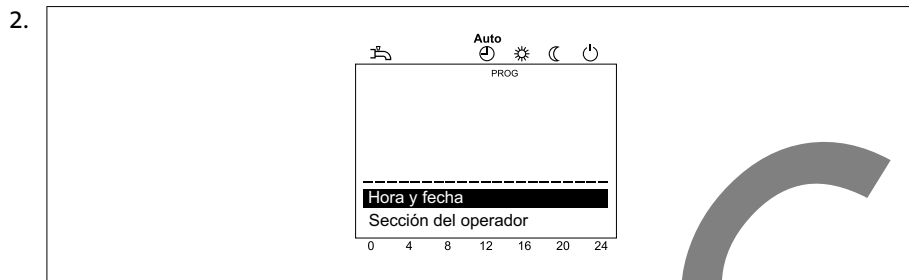 2.
Auto
PROG
Hora y fecha
Sección del operador
0 4 8 12 16 20 24